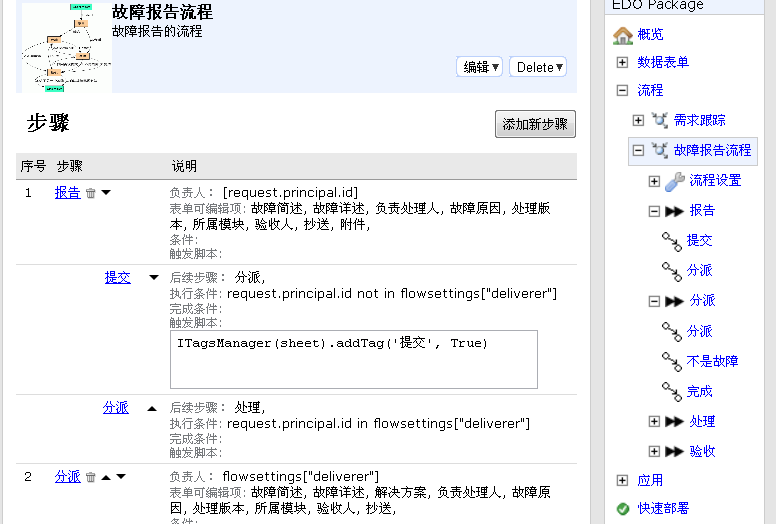 故障报告流程
故障报告的流程
编辑▼
Delete▼
步骤
添加新步骤
序号 步骤 说明
1 报告 负责人： [request.principal.id]
表单可编辑项: 故障简述, 故障详述, 负责处理人, 故障原因, 处理版
本, 所属模块, 验收人, 抄送, 附件,
条件:
触发脚本:
提交 后续步骤： 分派,
执行条件: request.principal.id not in flowsettings["deliverer"]
完成条件:
触发脚本:
ITagsManager(sheet).addTag('提交', True)
分派 后续步骤： 处理,
执行条件: request.principal.id in flowsettings["deliverer"]
完成条件:
触发脚本:
2 分派 负责人： flowsettings["deliverer"]
表单可编辑项: 故障简述, 故障详述, 解决方案, 负责处理人, 故障原
因, 处理版本, 所属模块, 验收人, 抄送,
条件:
EDO Package
概览
数据表单
流程
需求跟踪
故障报告流程
流程设置
报告
提交
分派
分派
分派
不是故障
完成
处理
验收
应用
快速部署